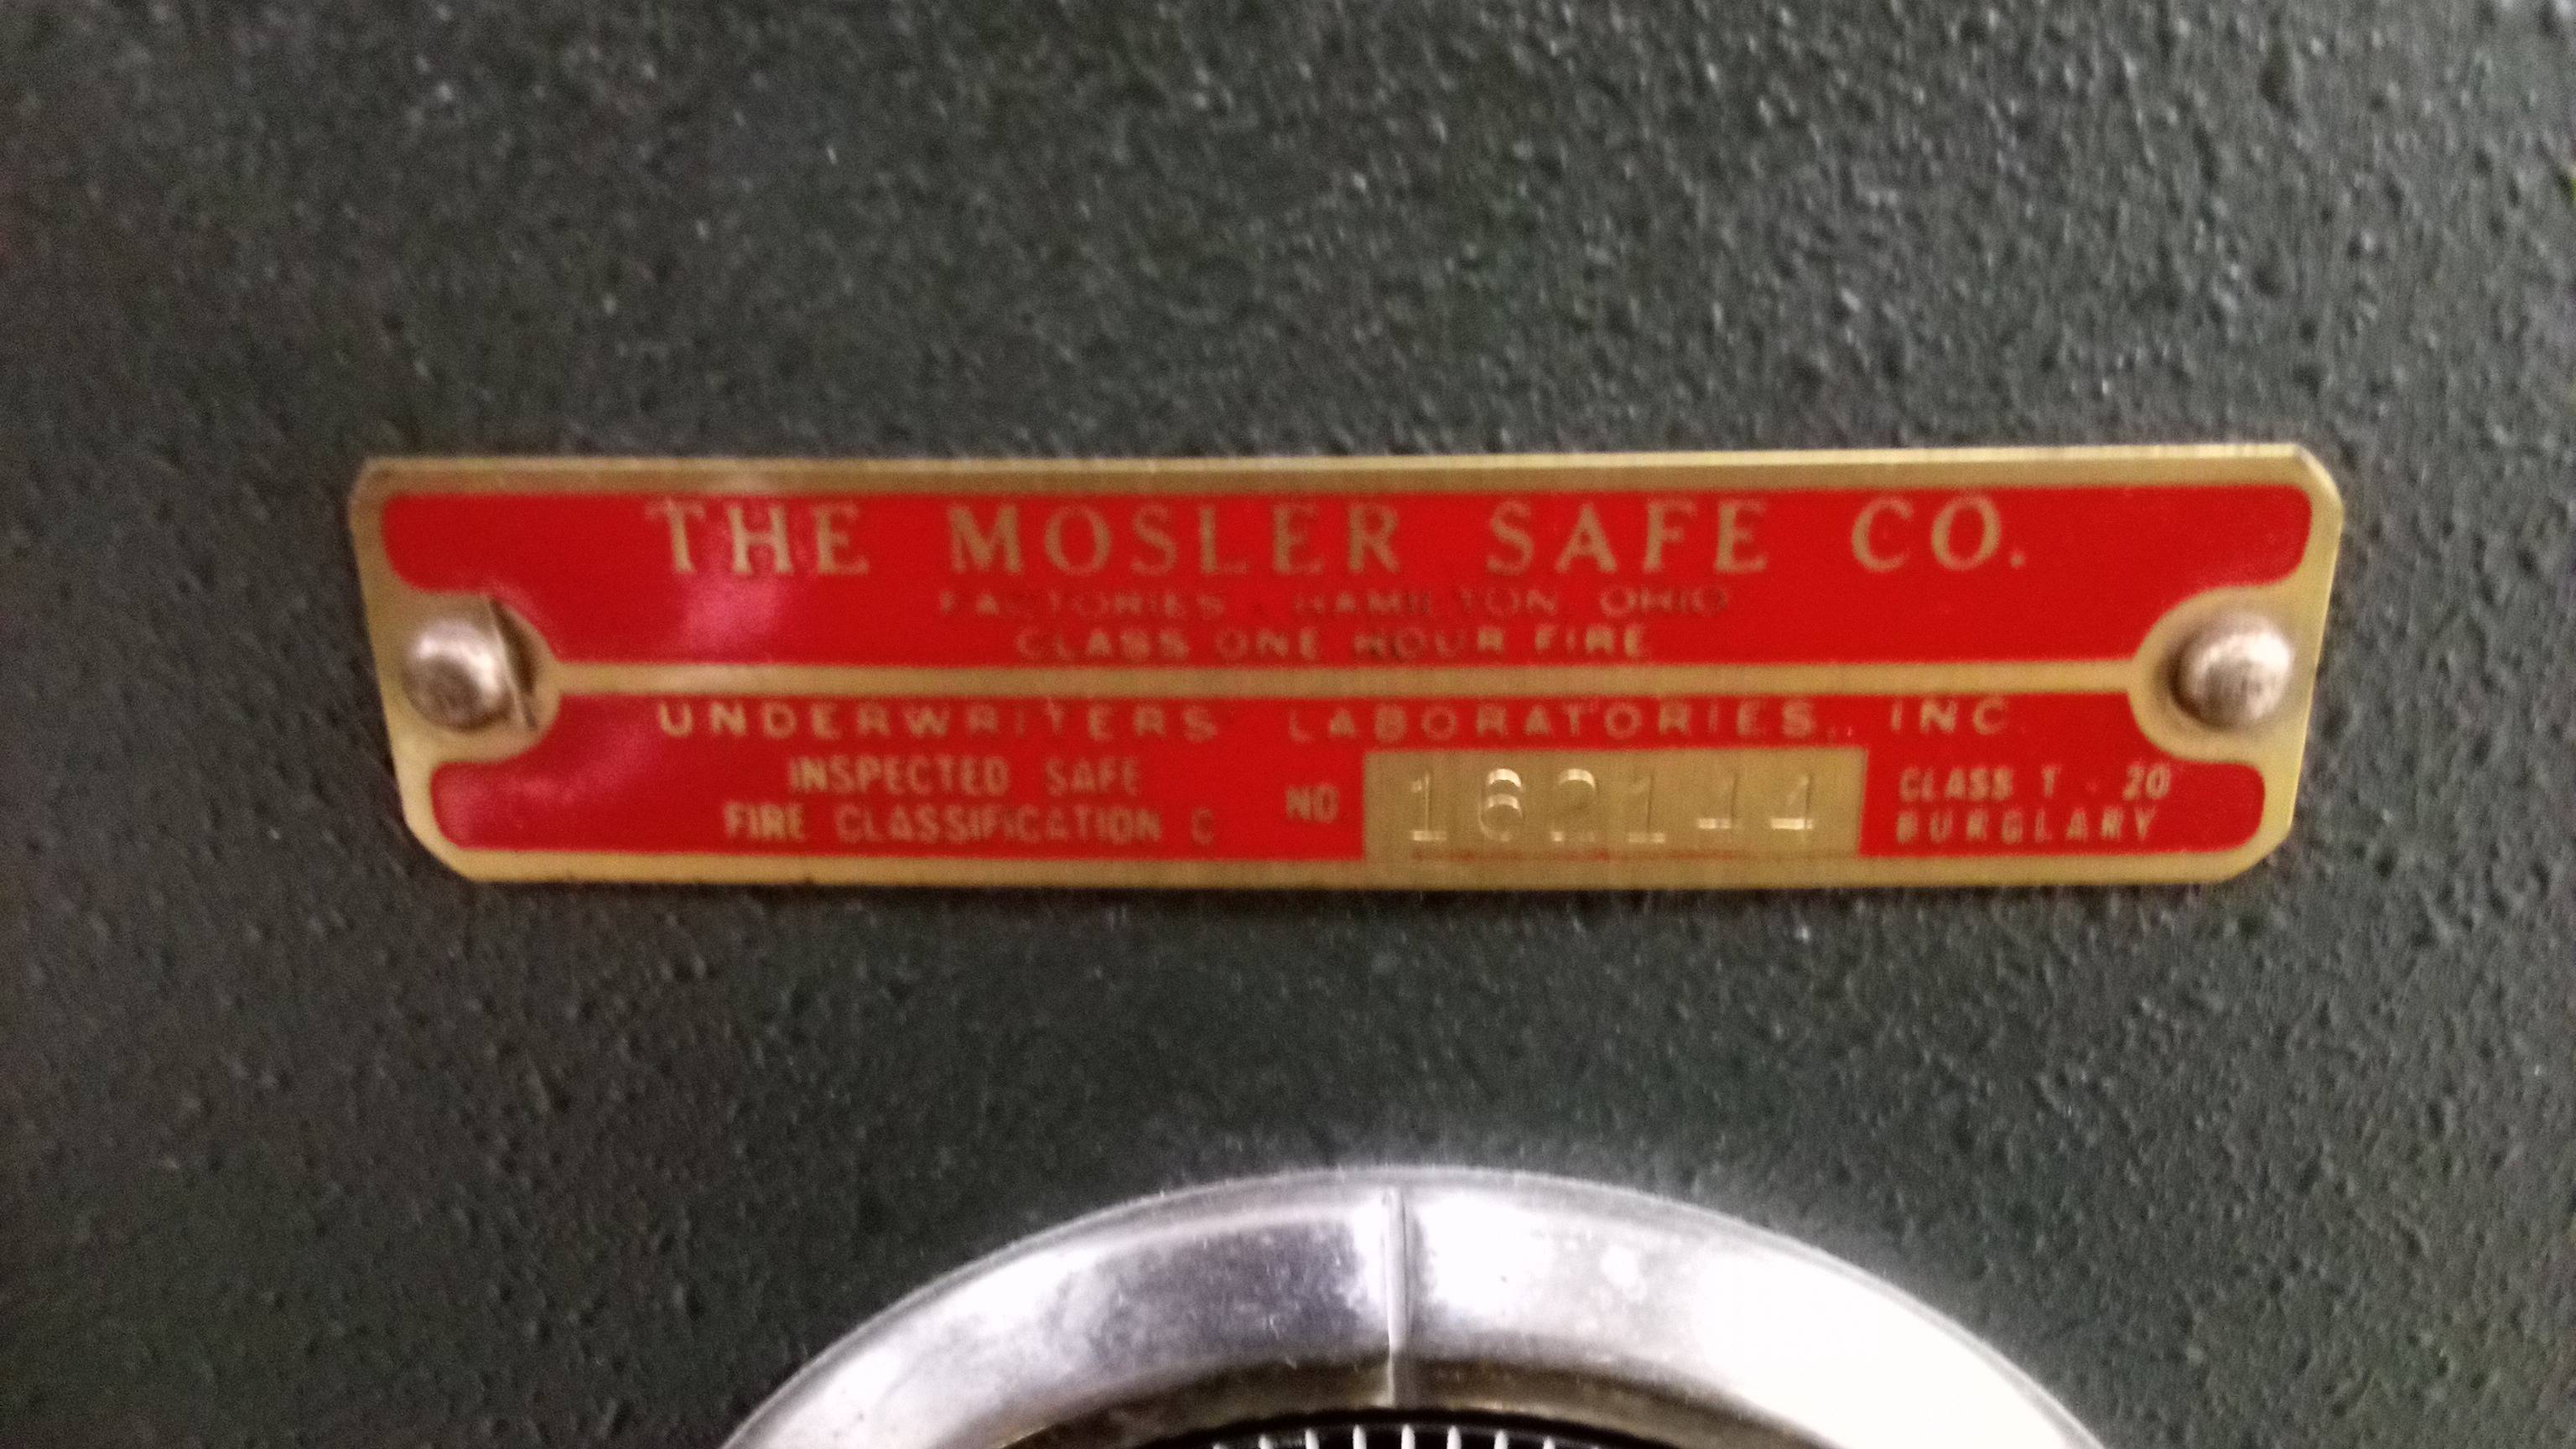 THE MOSLER SAFE CO.
FACTORIES, HAMILTON, OHIO
CLASS ONE HOUR FIRE
UNDERWRITERS' LABORATORIES, INC.
INSPECTED SAFE
FIRE CLASSIFICATION C
NO 162144
CLASS T - 20
BURGLARY